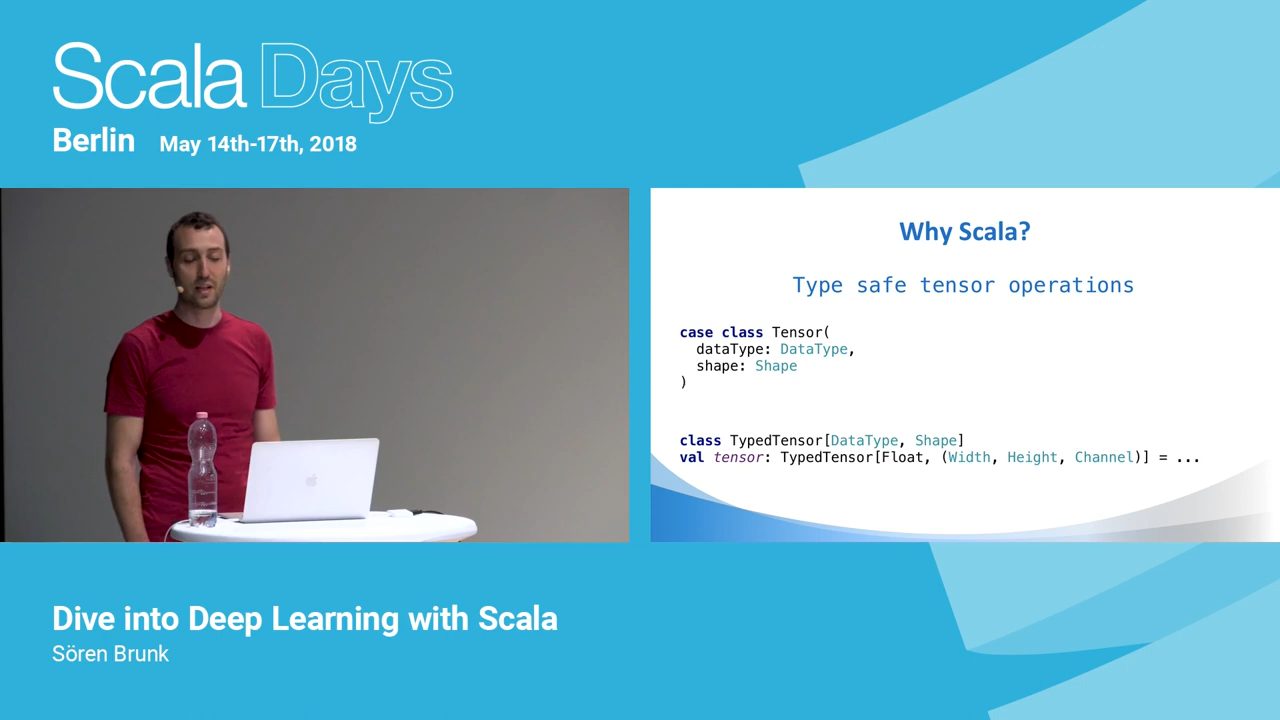 Scala Days
Berlin May 14th-17th, 2018
Why Scala?
Type safe tensor operations
case class Tensor(
  dataType: DataType,
  shape: Shape
)
class TypedTensor[DataType, Shape]
val tensor: TypedTensor[Float, (Width, Height, Channel)] = ...
Dive into Deep Learning with Scala
Sören Brunk